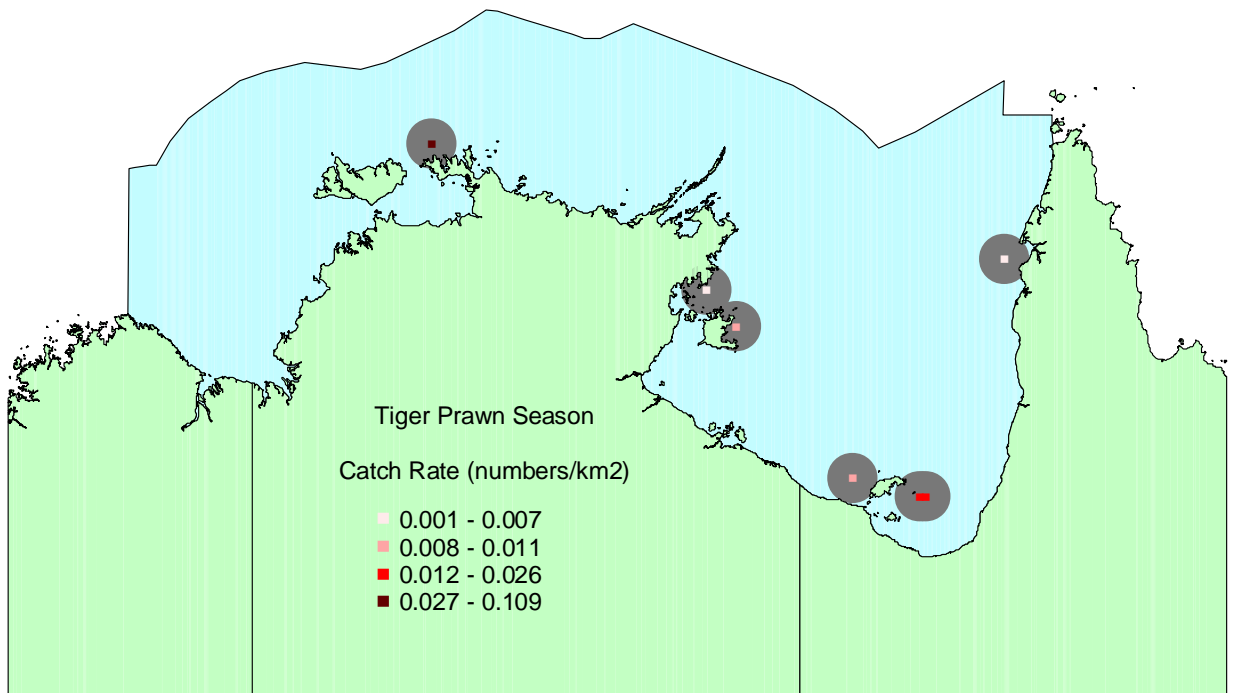 Tiger Prawn Season
Catch Rate (numbers/km2)
0.001 - 0.007
0.008 - 0.011
0.012 - 0.026
0.027 - 0.109